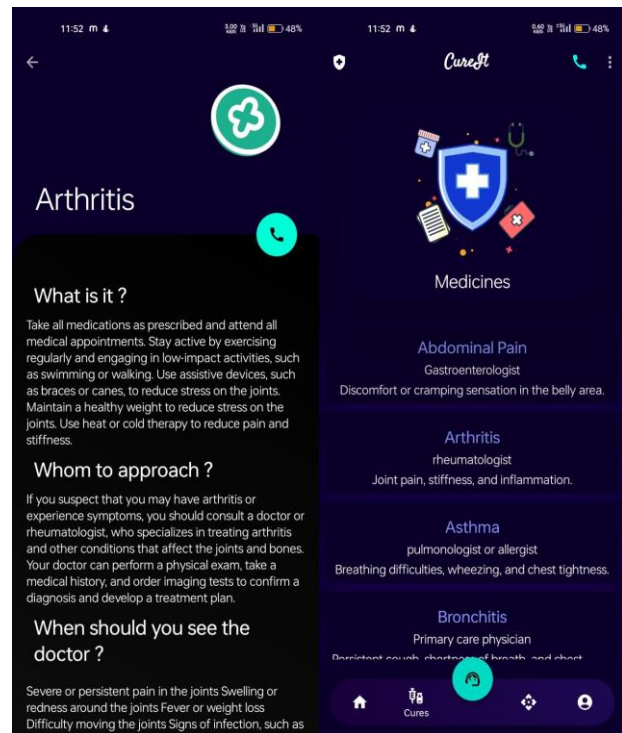 11:52 m
48%
Arthritis
What is it ?
Take all medications as prescribed and attend all
medical appointments. Stay active by exercising
regularly and engaging in low-impact activities, such
as swimming or walking. Use assistive devices, such
as braces or canes, to reduce stress on the joints.
Maintain a healthy weight to reduce stress on the
joints. Use heat or cold therapy to reduce pain and
stiffness.
Whom to approach ?
If you suspect that you may have arthritis or
experience symptoms, you should consult a doctor or
rheumatologist, who specializes in treating arthritis
and other conditions that affect the joints and bones.
Your doctor can perform a physical exam, take a
medical history, and order imaging tests to confirm a
diagnosis and develop a treatment plan.
When should you see the
doctor ?
Severe or persistent pain in the joints Swelling or
redness around the joints Fever or weight loss
Difficulty moving the joints Signs of infection, such as
11:52 m
48%
CureIt
Medicines
Abdominal Pain
Gastroenterologist
Discomfort or cramping sensation in the belly area.
Arthritis
rheumatologist
Joint pain, stiffness, and inflammation.
Asthma
pulmonologist or allergist
Breathing difficulties, wheezing, and chest tightness.
Bronchitis
Primary care physician
Persistent cough, shortness of breath, and chest
Cures